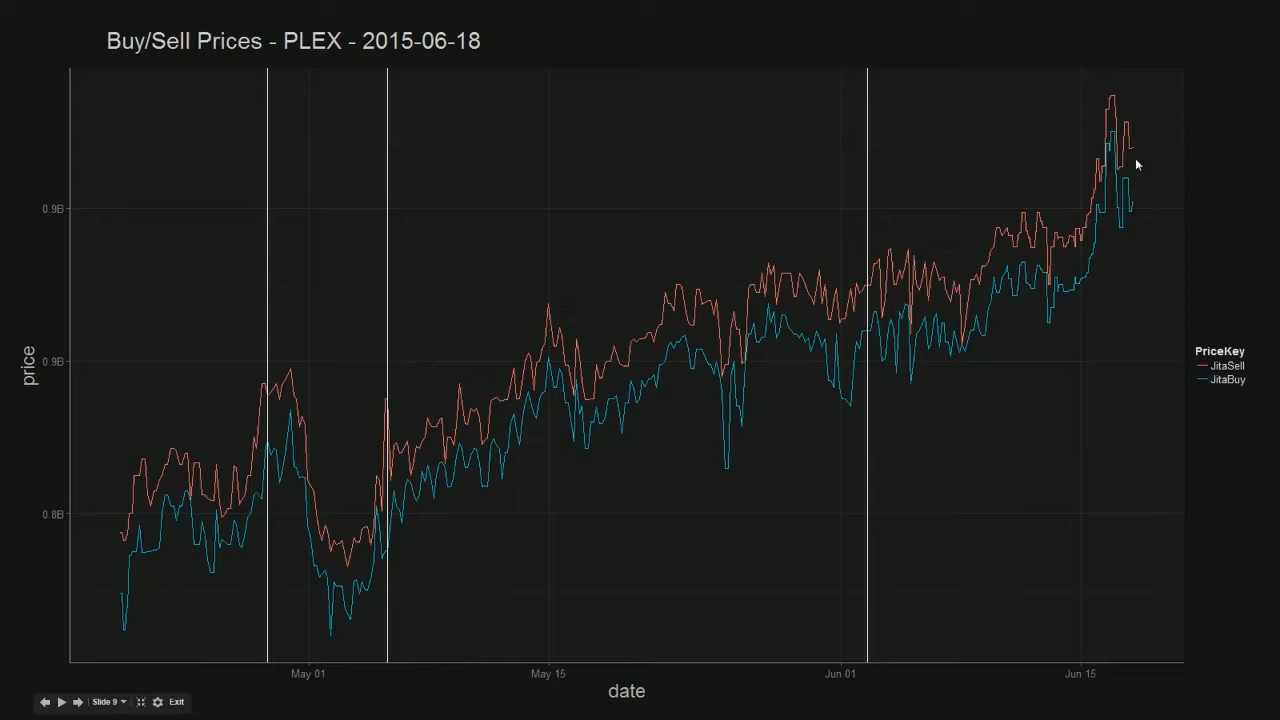 Buy/Sell Prices - PLEX - 2015-06-18
price
0.9B
0.9B
0.8B
PriceKey
JitaSell
JitaBuy
May 01
May 15
Jun 01
Jun 15
date
Slide 9
Exit